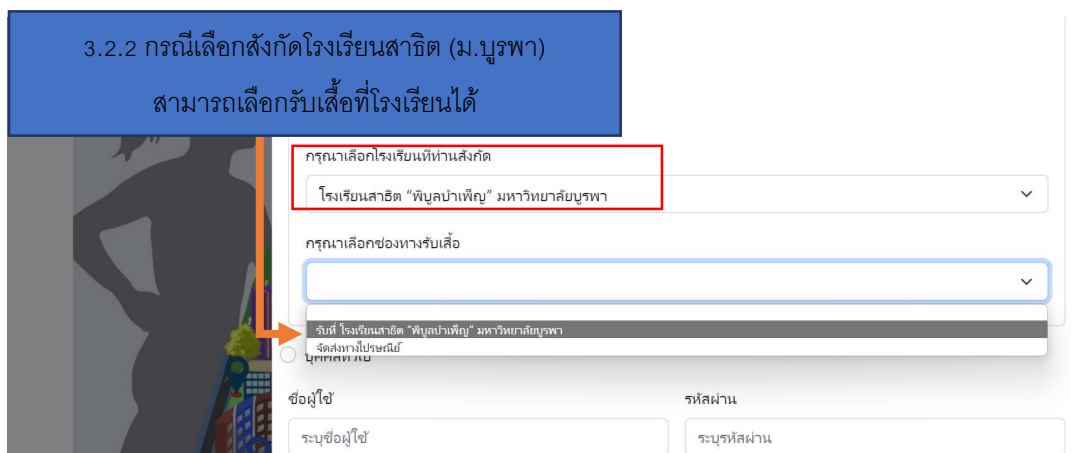 3.2.2 กรณีเลือกสังกัดโรงเรียนสาธิต (ม.บูรพา)
สามารถเลือกรับเสื้อที่โรงเรียนได้
กรุณาเลือกโรงเรียนที่ท่านสังกัด
โรงเรียนสาธิต “พิบูลบำเพ็ญ” มหาวิทยาลัยบูรพา
กรุณาเลือกช่องทางรับเสื้อ
รับที่ โรงเรียนสาธิต “พิบูลบำเพ็ญ” มหาวิทยาลัยบูรพา
จัดส่งทางไปรษณีย์
บุคคลทั่วไป
ชื่อผู้ใช้
รหัสผ่าน
ระบุชื่อผู้ใช้
ระบุรหัสผ่าน